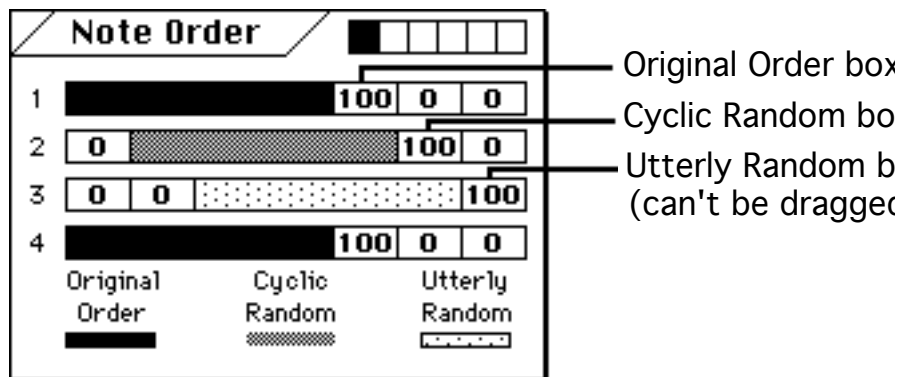 Note Order
1 100 0 0
2 0 100 0
3 0 0 100
4 100 0 0
Original Order
Cyclic Random
Utterly Random
Original Order box
Cyclic Random bo
Utterly Random b
(can't be dragged